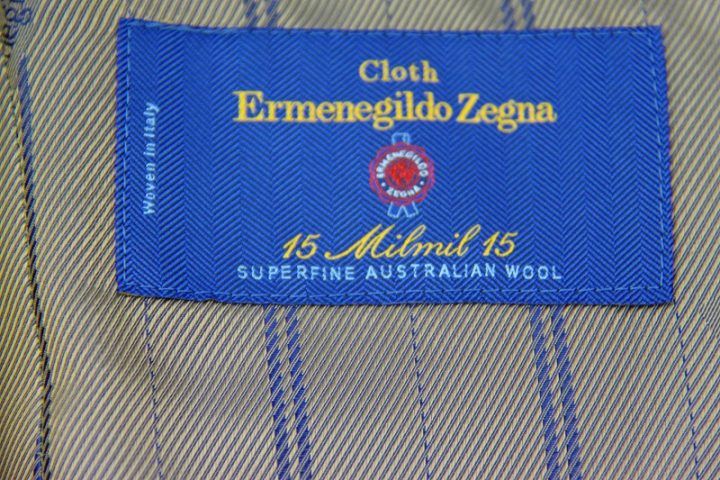 Cloth
Ermenegildo Zegna
Woven in Italy
ERMENEGILDO
ZEGNA
15 Milmil 15
SUPERFINE AUSTRALIAN WOOL